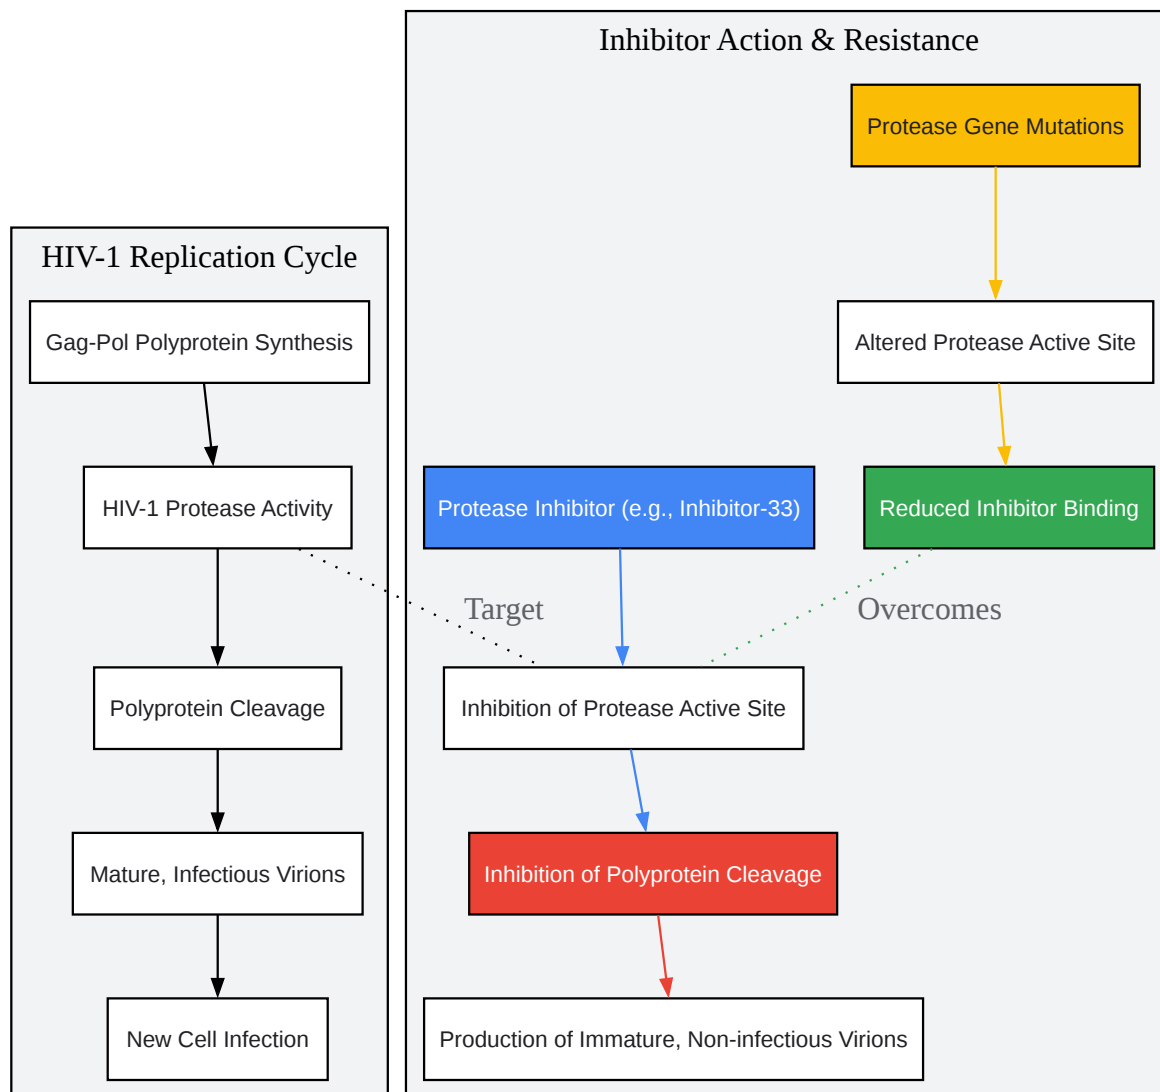 HIV-1 Replication Cycle
Gag-Pol Polyprotein Synthesis
HIV-1 Protease Activity
Polyprotein Cleavage
Mature, Infectious Virions
New Cell Infection
Inhibitor Action & Resistance
Protease Gene Mutations
Altered Protease Active Site
Protease Inhibitor (e.g., Inhibitor-33)
Reduced Inhibitor Binding
Target
Overcomes
Inhibition of Protease Active Site
Inhibition of Polyprotein Cleavage
Production of Immature, Non-infectious Virions